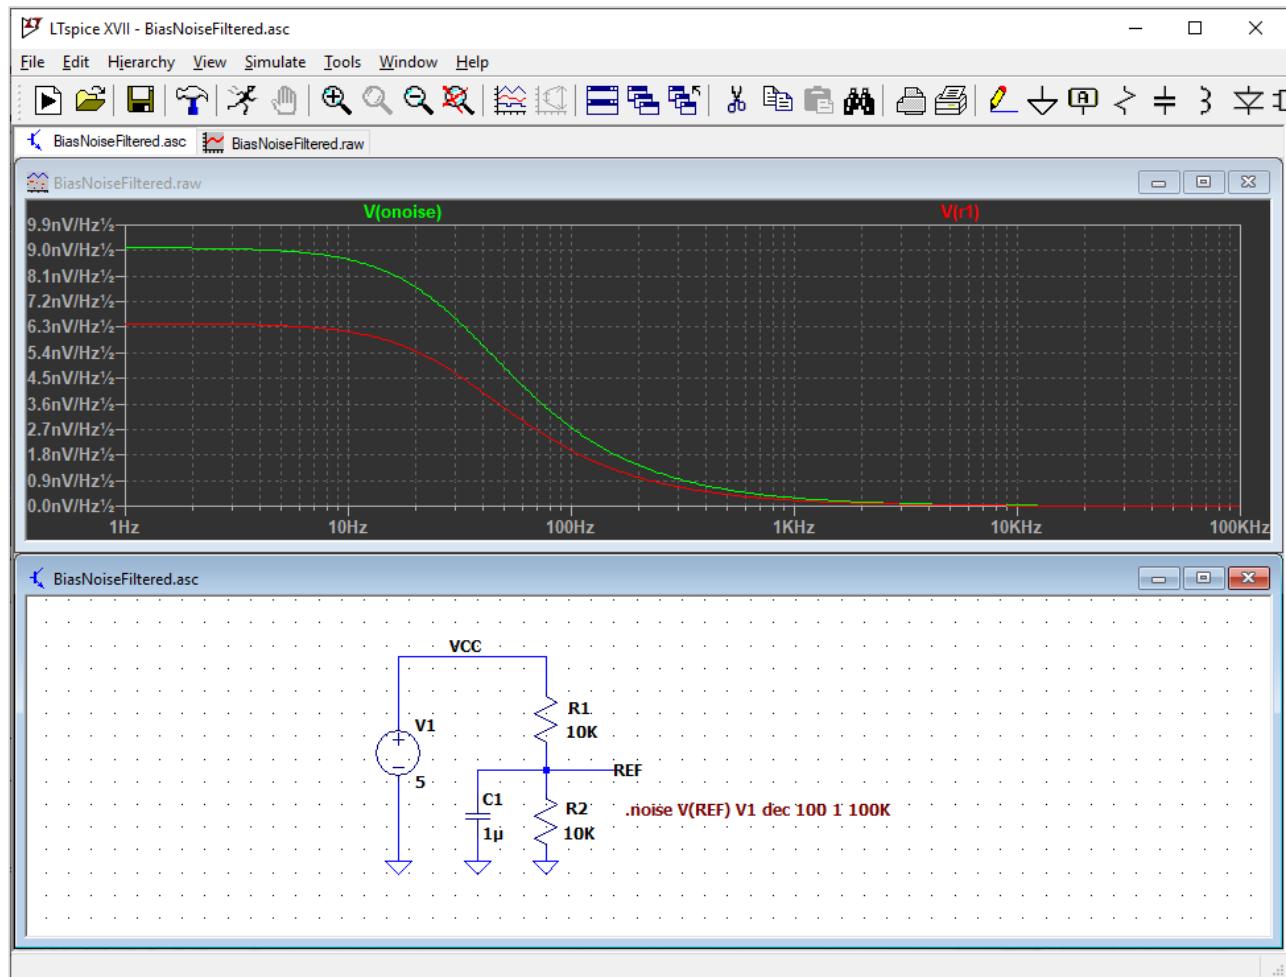 LTspice XVII - BiasNoiseFiltered.asc
File Edit Hierarchy View Simulate Tools Window Help
A
BiasNoiseFiltered.asc BiasNoiseFiltered.raw
BiasNoiseFiltered.raw
V(onoise) V(r1)
9.9nV/Hz½
9.0nV/Hz½
8.1nV/Hz½
7.2nV/Hz½
6.3nV/Hz½
5.4nV/Hz½
4.5nV/Hz½
3.6nV/Hz½
2.7nV/Hz½
1.8nV/Hz½
0.9nV/Hz½
0.0nV/Hz½
1Hz 10Hz 100Hz 1KHz 10KHz 100KHz
BiasNoiseFiltered.asc
VCC
R1
10K
V1
5
REF
C1
1µ
R2
10K
.noise V(REF) V1 dec 100 1 100K